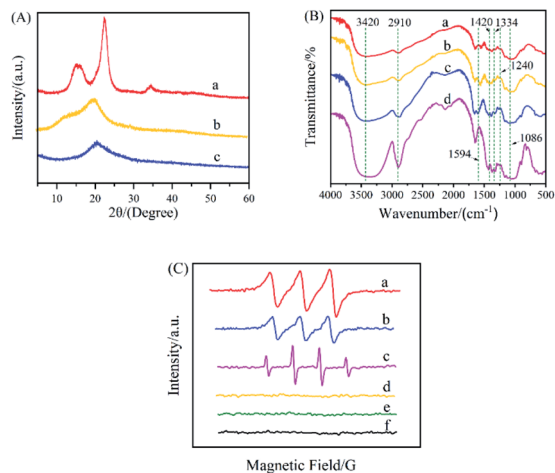 (A)
Intensity/(a.u.)
a
b
c
5 10 20 30 40 50 60
2θ/(Degree)
(B)
Transmittance/%
3420 2910 1420 1334
a
b
c
d
1240
1594
1086
4000 3500 3000 2500 2000 1500 1000 500
Wavenumber/(cm⁻¹)
(C)
Intensity/a.u.
a
b
c
d
e
f
Magnetic Field/G